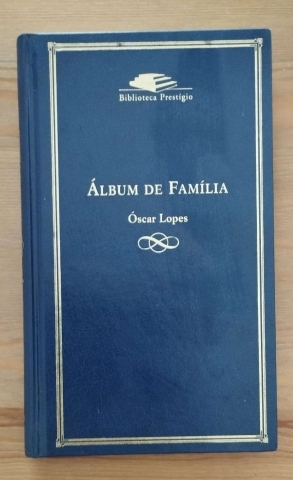 Biblioteca Prestígio
ÁLBUM DE FAMÍLIA
Óscar Lopes